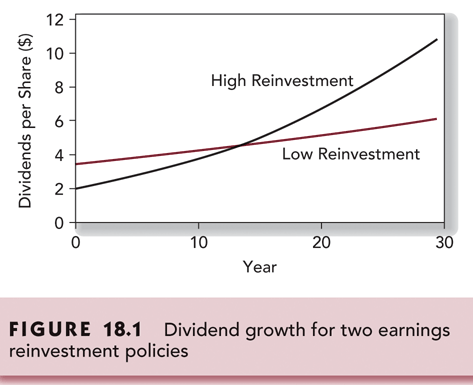 Dividends per Share ($)
12
10
8
6
4
2
0
High Reinvestment
Low Reinvestment
0 10 20 30
Year
FIGURE 18.1 Dividend growth for two earnings
reinvestment policies